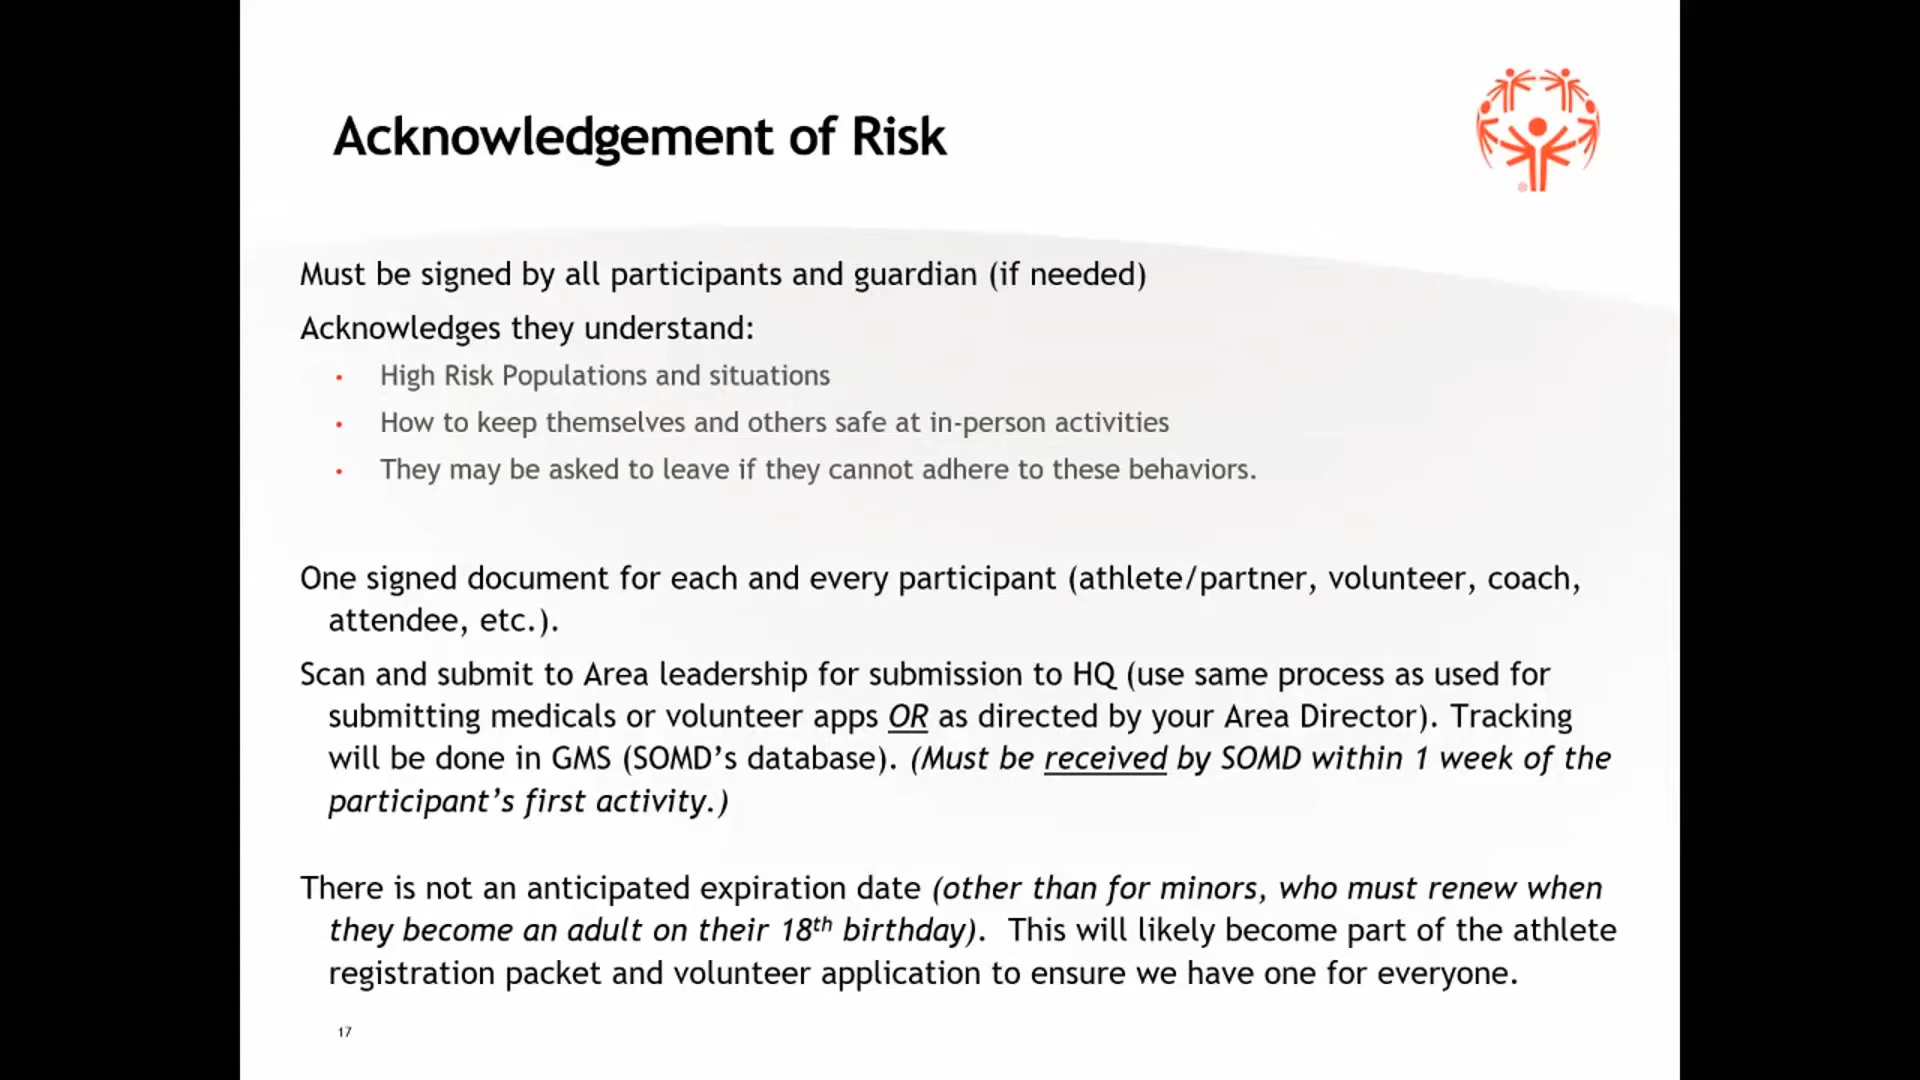 Acknowledgement of Risk
®
Must be signed by all participants and guardian (if needed)
Acknowledges they understand:
• High Risk Populations and situations
• How to keep themselves and others safe at in-person activities
• They may be asked to leave if they cannot adhere to these behaviors.
One signed document for each and every participant (athlete/partner, volunteer, coach,
attendee, etc.).
Scan and submit to Area leadership for submission to HQ (use same process as used for
submitting medicals or volunteer apps OR as directed by your Area Director). Tracking
will be done in GMS (SOMD’s database). (Must be received by SOMD within 1 week of the
participant’s first activity.)
There is not an anticipated expiration date (other than for minors, who must renew when
they become an adult on their 18th birthday). This will likely become part of the athlete
registration packet and volunteer application to ensure we have one for everyone.
17